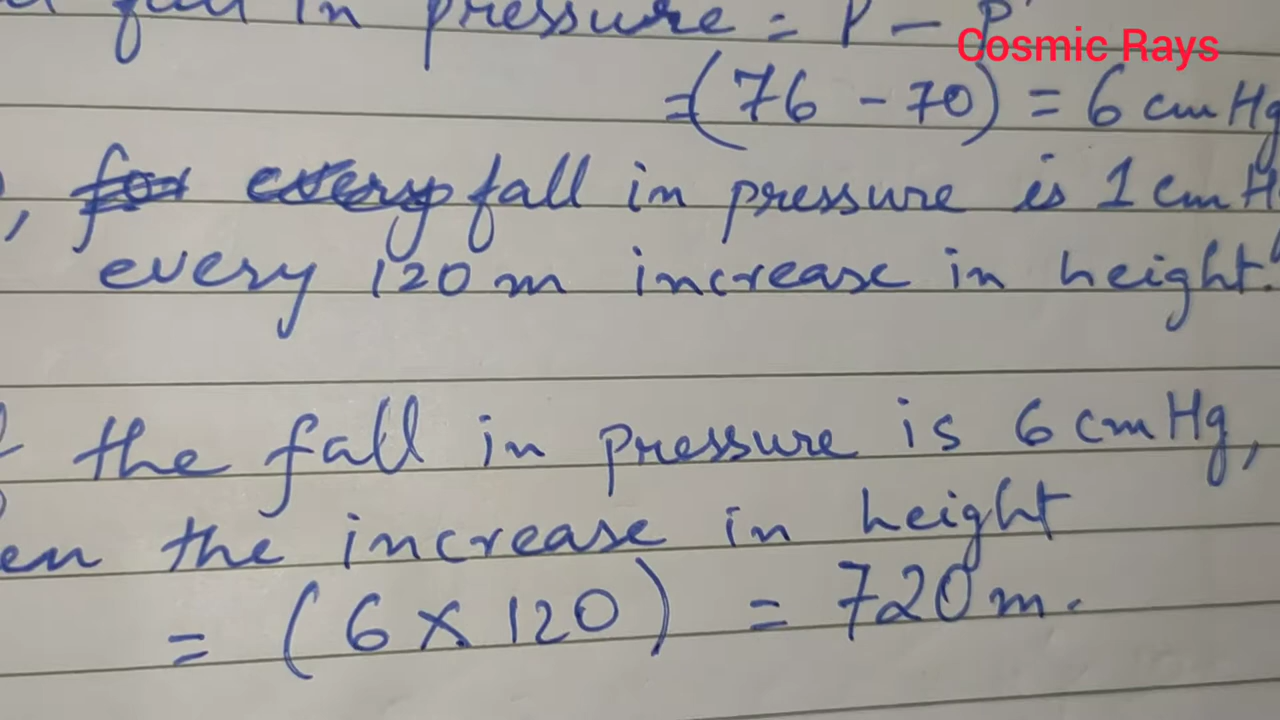 fall in pressure = P - P'
Cosmic Rays
=(76 - 70) = 6 cm Hg
, for every fall in pressure is 1 cm H
every 120 m increase in height.
the fall in pressure is 6 cm Hg,
en the increase in height
= (6 × 120) = 720 m.